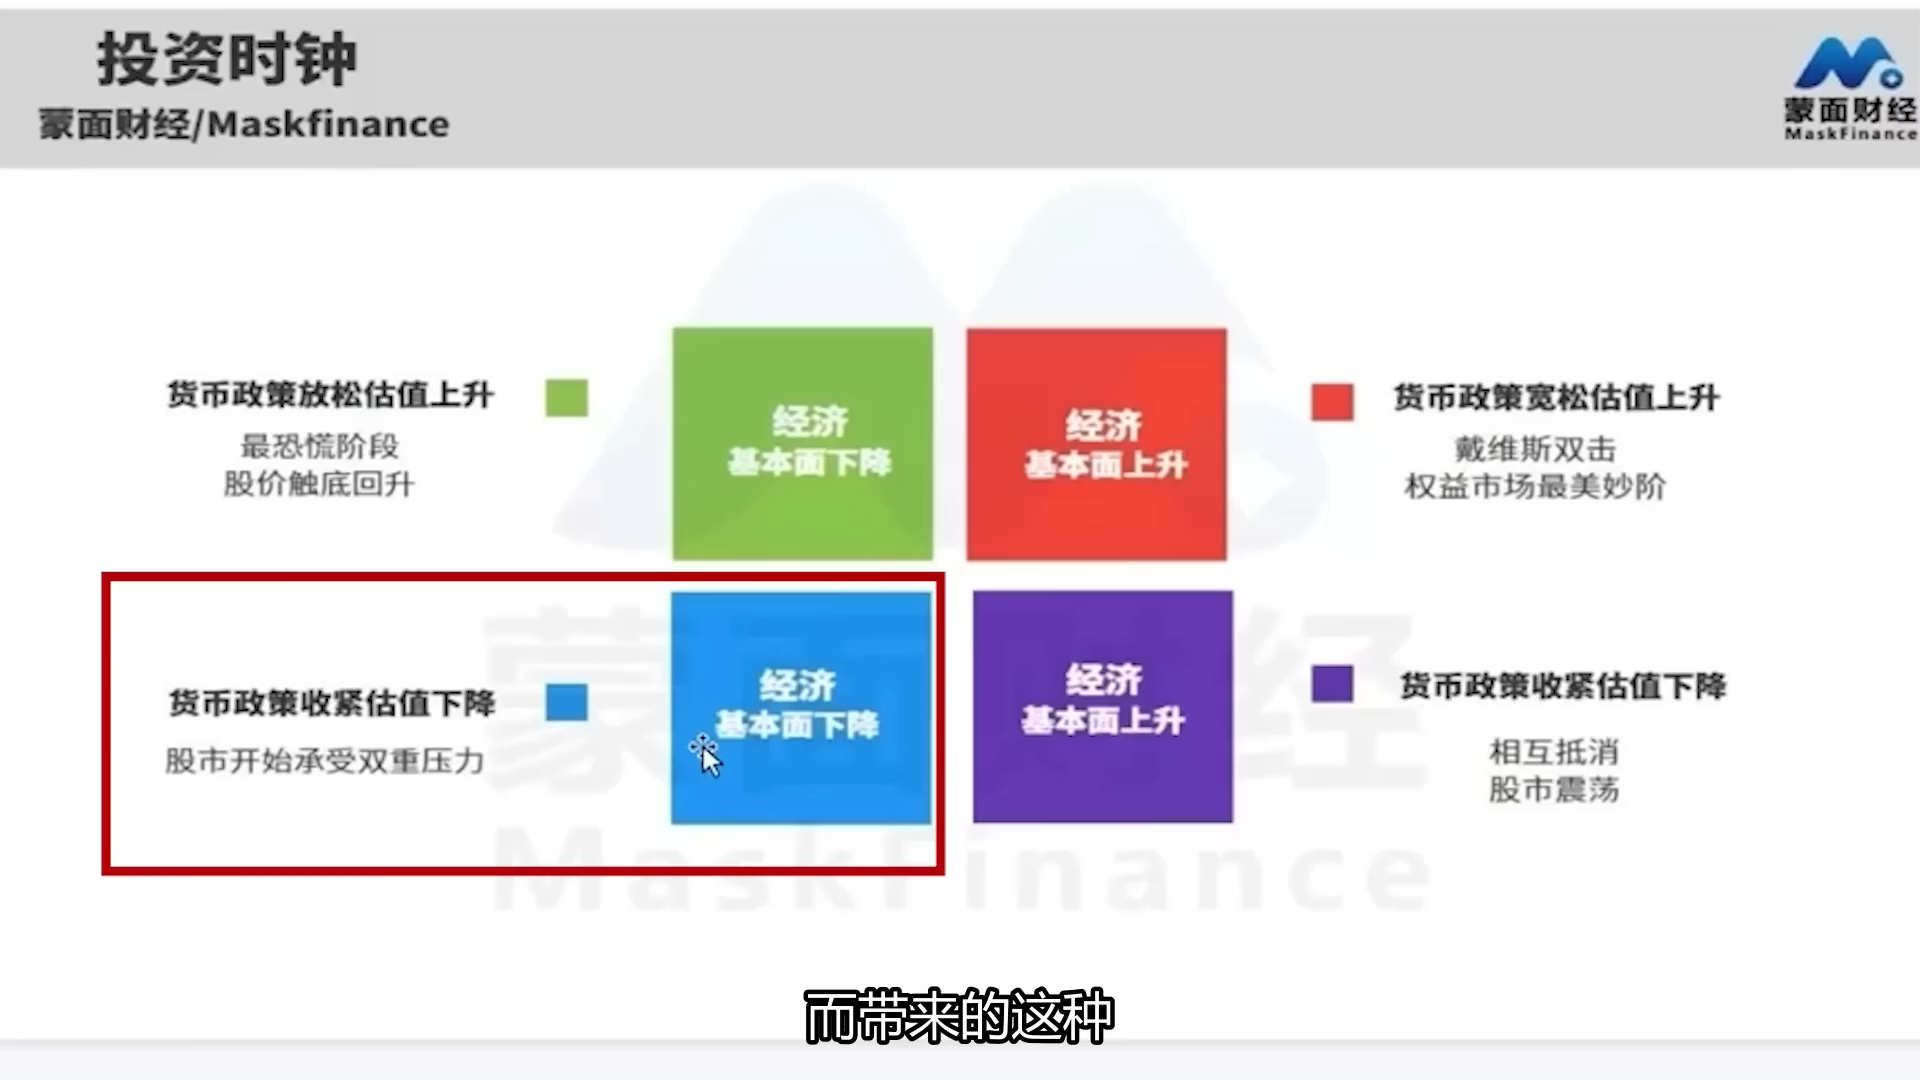 投资时钟
蒙面财经/Maskfinance
蒙面财经
MaskFinance
货币政策放松估值上升
最恐慌阶段
股价触底回升
经济
基本面下降
经济
基本面上升
货币政策宽松估值上升
戴维斯双击
权益市场最美妙阶
货币政策收紧估值下降
股市开始承受双重压力
经济
基本面下降
经济
基本面上升
货币政策收紧估值下降
相互抵消
股市震荡
蒙面财经
MaskFinance
而带来的这种